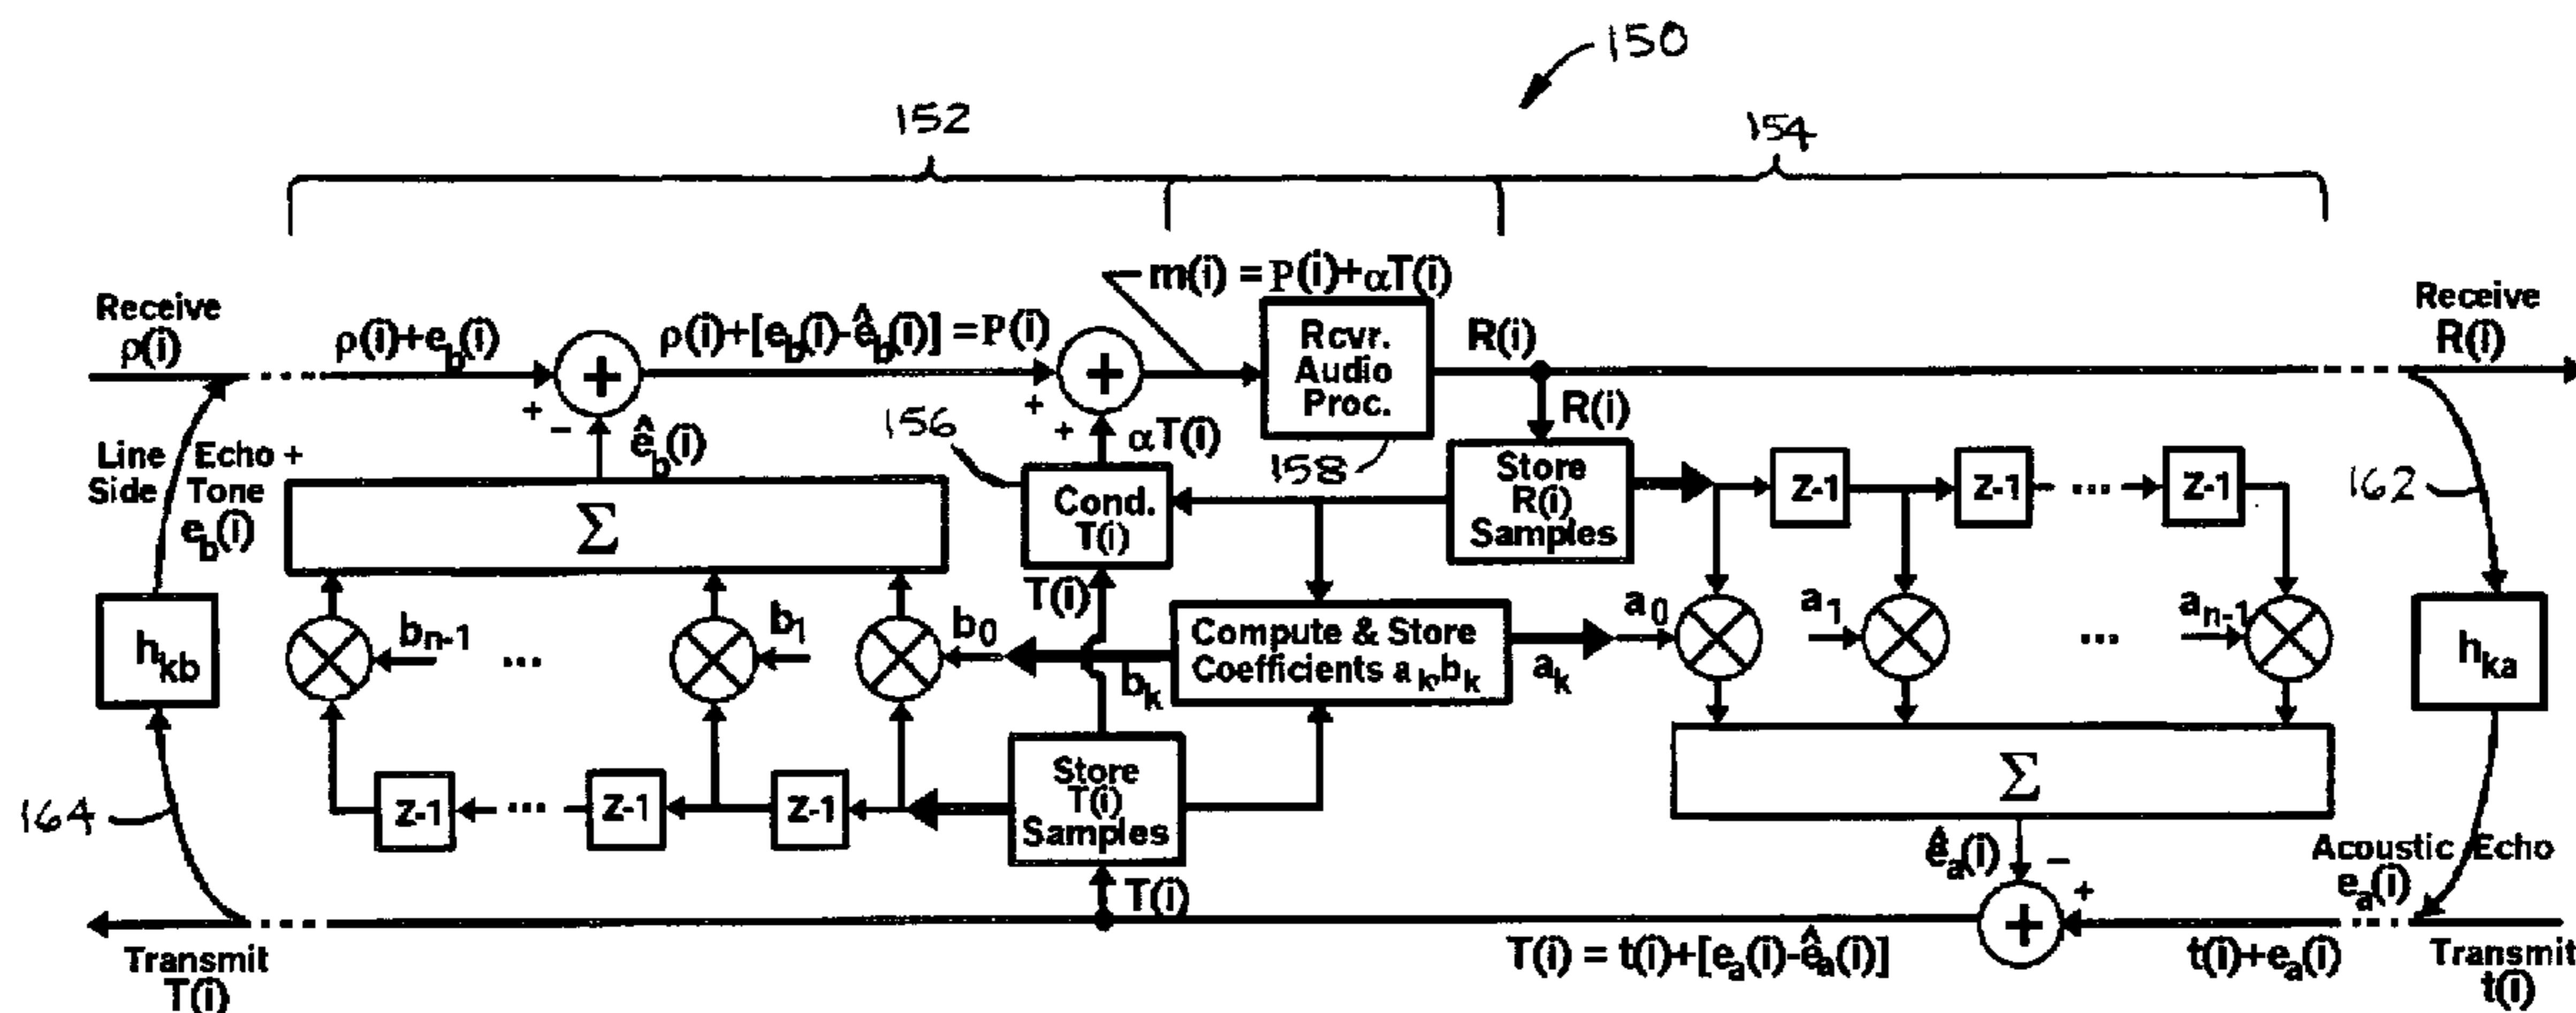 150
152
154
m(i) = P(i)+αT(i)
Receive
ρ(i)
ρ(i)+e_b(i)
+
ρ(i)+[e_b(i)-ê_b(i)] = P(i)
+
Rcvr.
Audio
Proc.
R(i)
Receive
R(i)
+
−
ê_b(i)
+
+
αT(i)
156
158
R(i)
Line Echo +
Side Tone
e_b(i)
Σ
Cond.
T(i)
Store
R(i)
Samples
Z-1
Z-1
...
Z-1
162
T(i)
h_kb
b_n-1
...
b_1
b_0
b_k
Compute & Store
Coefficients a_k,b_k
a_k
a_0
a_1
...
a_n-1
h_ka
164
Z-1
...
Z-1
Z-1
Store
T(i)
Samples
Σ
ê_a(i)
−
+
Acoustic Echo
e_a(i)
T(i)
+
Transmit
T(i)
T(i) = t(i)+[e_a(i)-ê_a(i)]
t(i)+e_a(i)
Transmit
t(i)